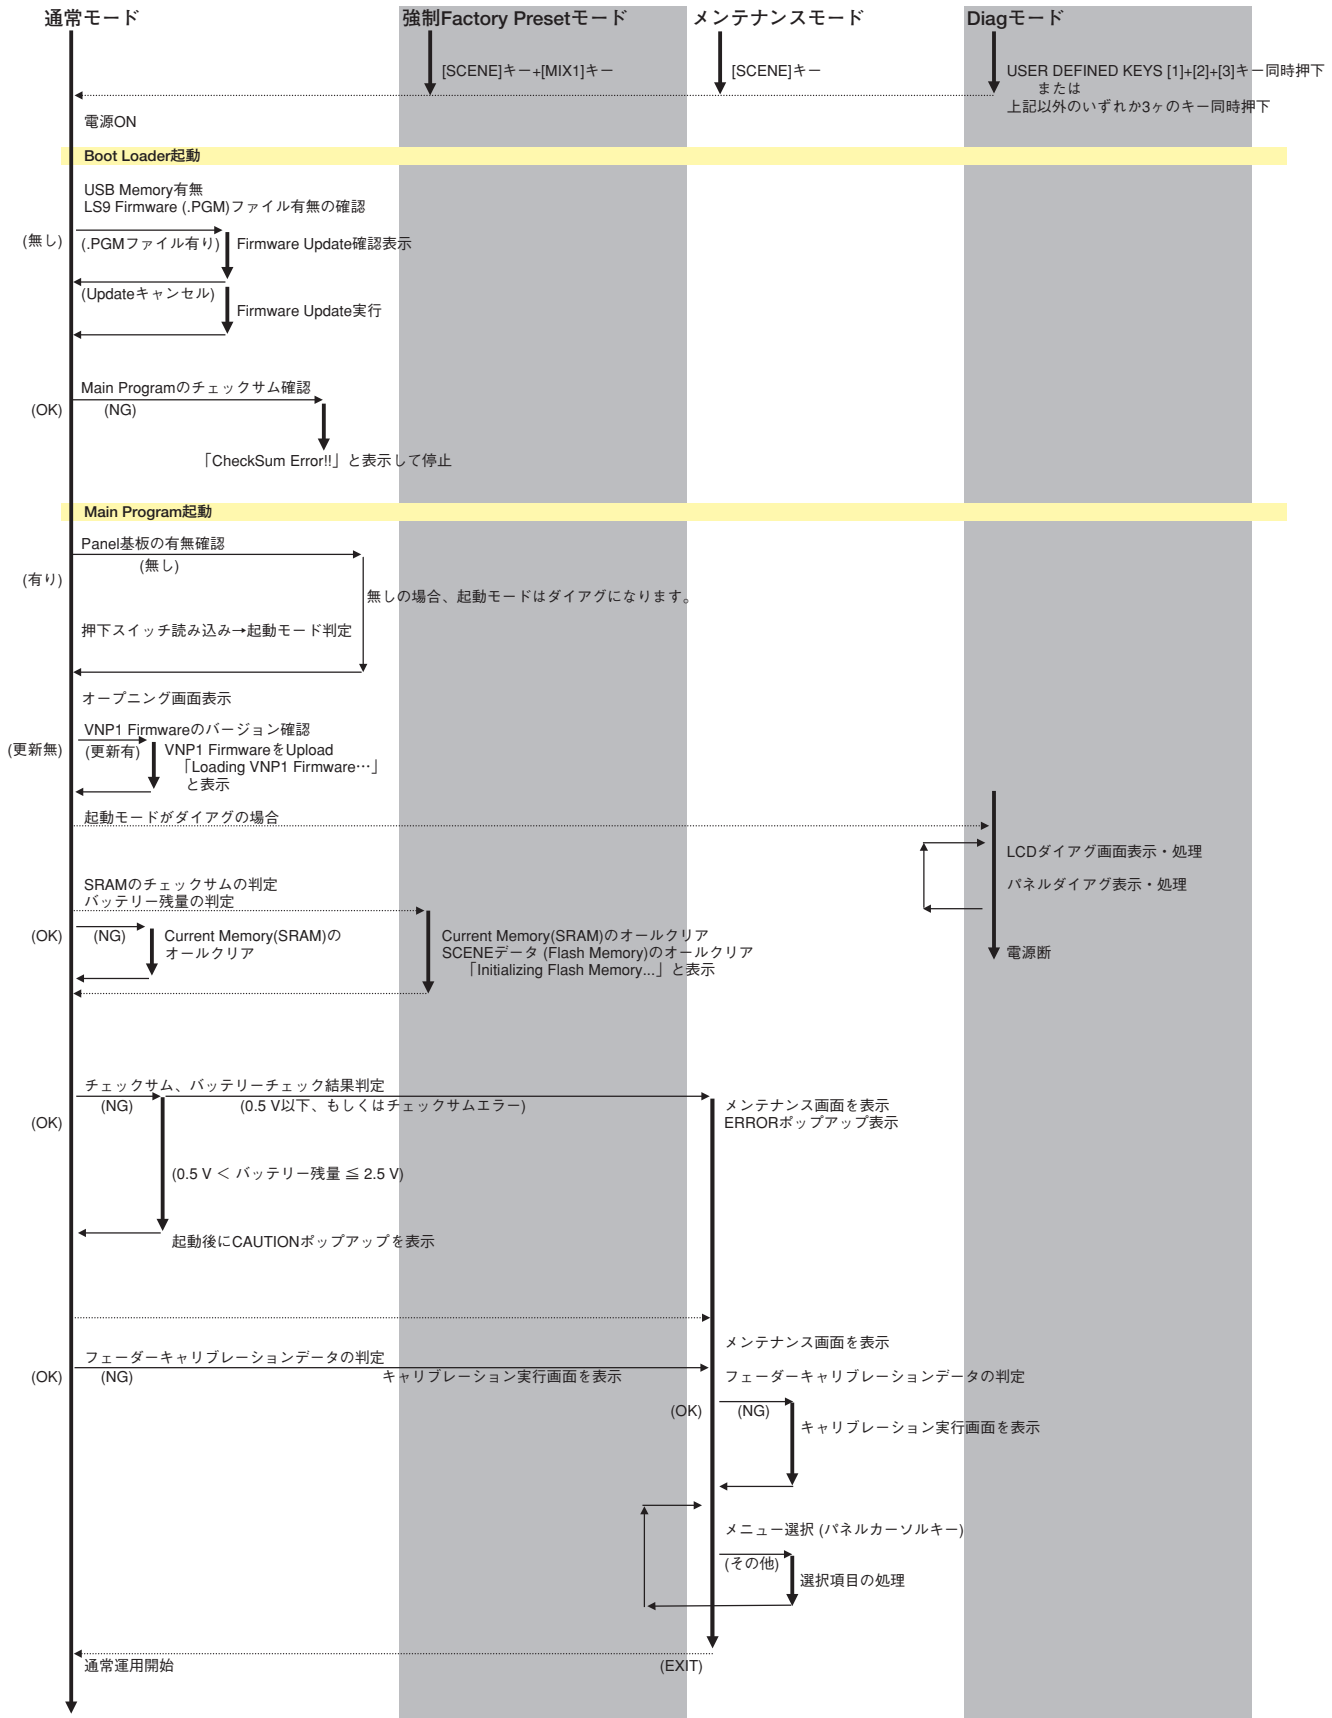 通常モード
強制Factory Presetモード
メンテナンスモード
Diagモード
[SCENE]キー+[MIX1]キー
[SCENE]キー
USER DEFINED KEYS [1]+[2]+[3]キー同時押下
または
上記以外のいずれか3ヶのキー同時押下
電源ON
Boot Loader起動
USB Memory有無
LS9 Firmware (.PGM)ファイル有無の確認
(無し)
(.PGMファイル有り)
Firmware Update確認表示
(Updateキャンセル)
Firmware Update実行
Main Programのチェックサム確認
(OK)
(NG)
「CheckSum Error!!」と表示して停止
Main Program起動
Panel基板の有無確認
(無し)
(有り)
無しの場合、起動モードはダイアグになります。
押下スイッチ読み込み→起動モード判定
オープニング画面表示
VNP1 Firmwareのバージョン確認
(更新無)
(更新有)
VNP1 FirmwareをUpload
「Loading VNP1 Firmware…」
と表示
起動モードがダイアグの場合
LCDダイアグ画面表示・処理
パネルダイアグ表示・処理
SRAMのチェックサムの判定
バッテリー残量の判定
(OK)
(NG)
Current Memory(SRAM)の
オールクリア
Current Memory(SRAM)のオールクリア
SCENEデータ (Flash Memory)のオールクリア
「Initializing Flash Memory...」と表示
電源断
チェックサム、バッテリーチェック結果判定
(NG)
(0.5 V以下、もしくはチェックサムエラー)
(OK)
メンテナンス画面を表示
ERRORポップアップ表示
(0.5 V ＜ バッテリー残量 ≦ 2.5 V)
起動後にCAUTIONポップアップを表示
メンテナンス画面を表示
フェーダーキャリブレーションデータの判定
(OK)
(NG)
キャリブレーション実行画面を表示
フェーダーキャリブレーションデータの判定
(OK)
(NG)
キャリブレーション実行画面を表示
メニュー選択 (パネルカーソルキー)
(その他)
選択項目の処理
通常運用開始
(EXIT)